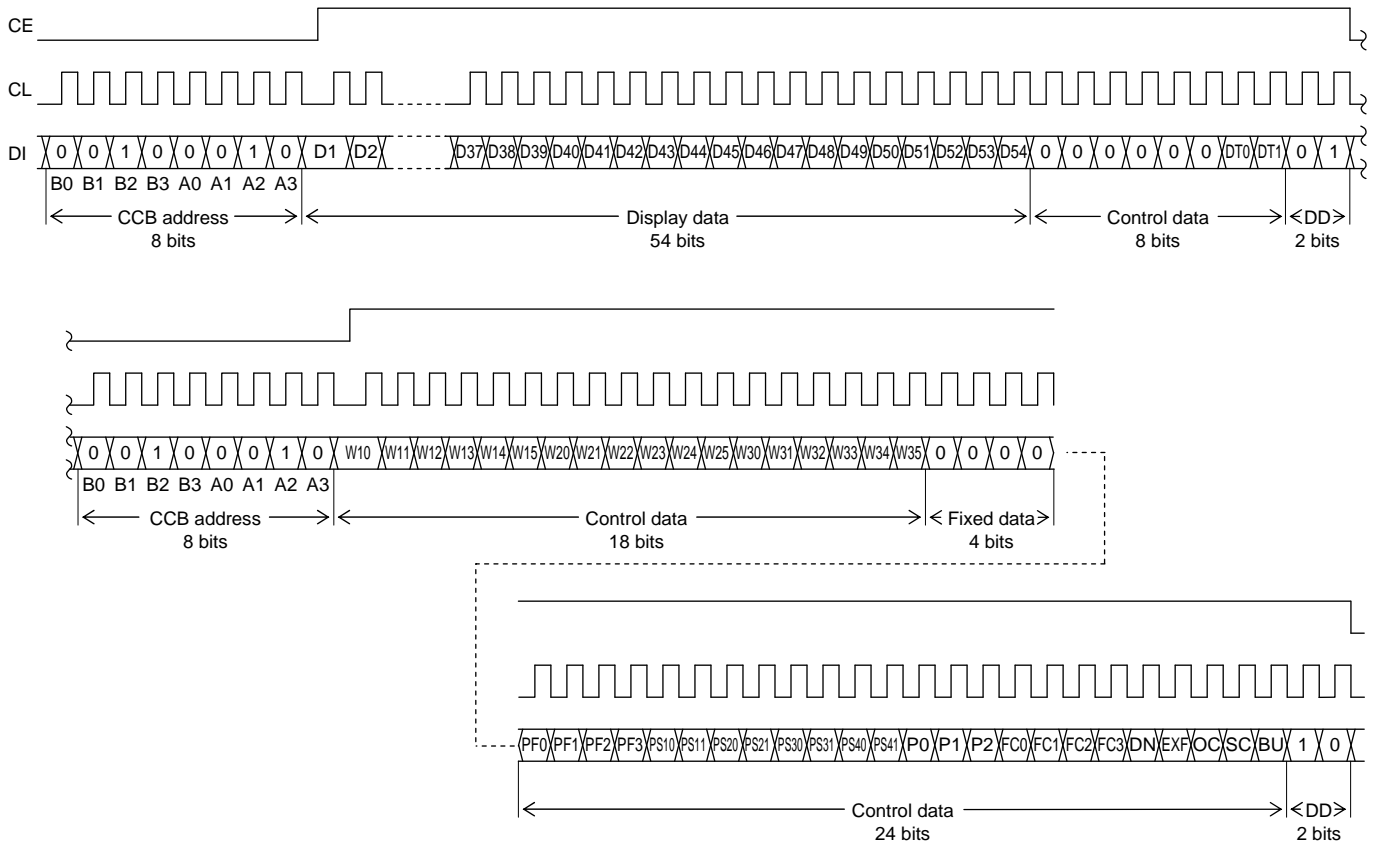 CE
CL
DI 0 0 1 0 0 0 1 0 D1 D2 D37 D38 D39 D40 D41 D42 D43 D44 D45 D46 D47 D48 D49 D50 D51 D52 D53 D54 0 0 0 0 0 0 DT0 DT1 0 1
B0 B1 B2 B3 A0 A1 A2 A3
CCB address Display data Control data DD
8 bits 54 bits 8 bits 2 bits
0 0 1 0 0 0 1 0 W10 W11 W12 W13 W14 W15 W20 W21 W22 W23 W24 W25 W30 W31 W32 W33 W34 W35 0 0 0 0
B0 B1 B2 B3 A0 A1 A2 A3
CCB address Control data Fixed data
8 bits 18 bits 4 bits
PF0 PF1 PF2 PF3 PS10 PS11 PS20 PS21 PS30 PS31 PS40 PS41 P0 P1 P2 FC0 FC1 FC2 FC3 DN EXF OC SC BU 1 0
Control data DD
24 bits 2 bits